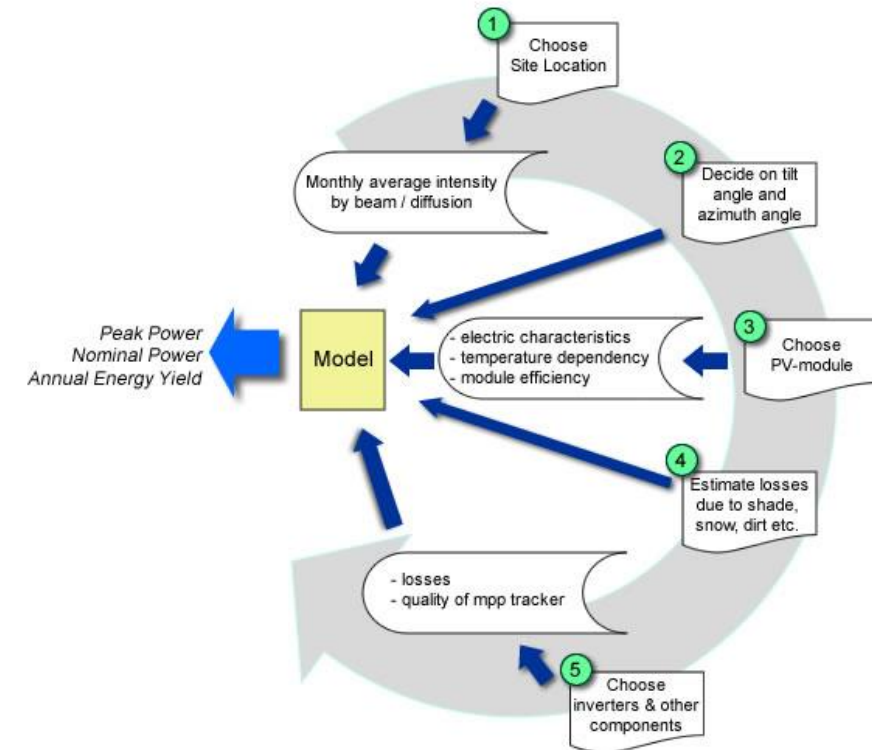 1
Choose
Site Location
Monthly average intensity
by beam / diffusion
2
Decide on tilt
angle and
azimuth angle
Peak Power
Nominal Power
Annual Energy Yield
Model
- electric characteristics
- temperature dependency
- module efficiency
3
Choose
PV-module
4
Estimate losses
due to shade,
snow, dirt etc.
- losses
- quality of mpp tracker
5
Choose
inverters & other
components